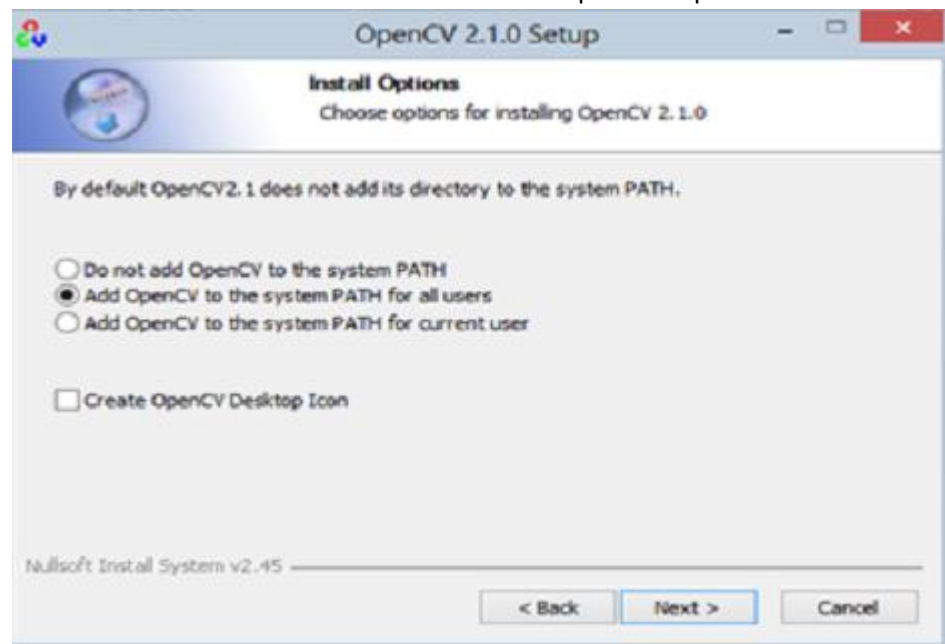 OpenCV 2.1.0 Setup
Install Options
Choose options for installing OpenCV 2.1.0
By default OpenCV2.1 does not add its directory to the system PATH.
Do not add OpenCV to the system PATH
Add OpenCV to the system PATH for all users
Add OpenCV to the system PATH for current user
Create OpenCV Desktop Icon
Nullsoft Install System v2.45
< Back Next > Cancel